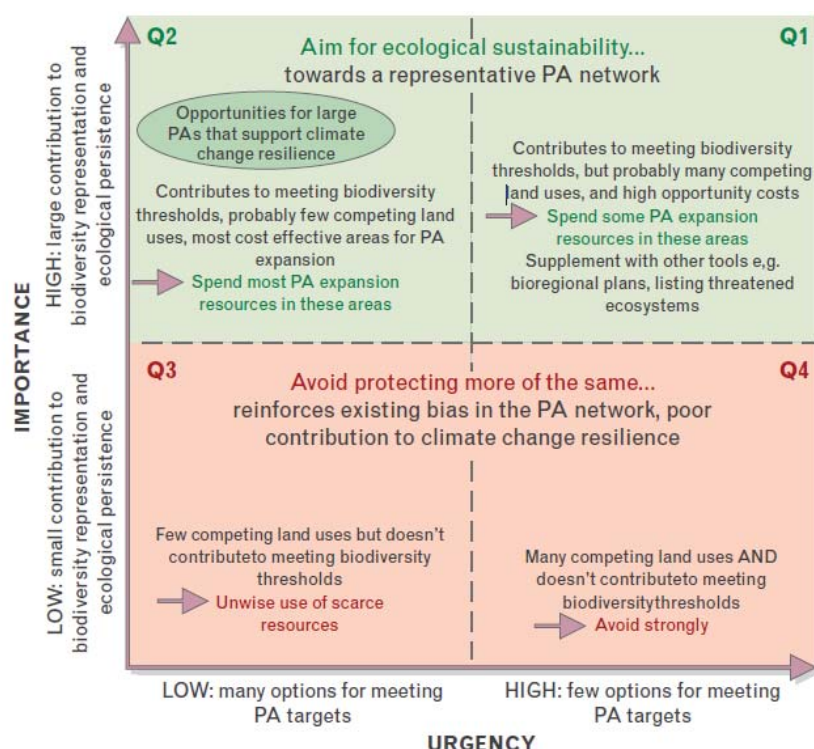 Q2
Q1
Aim for ecological sustainability...
towards a representative PA network
Opportunities for large
PAs that support climate
change resilience
Contributes to meeting biodiversity
thresholds, probably few competing land
uses, most cost effective areas for PA
expansion
Spend most PA expansion
resources in these areas
Contributes to meeting biodiversity
thresholds, but probably many competing
land uses, and high opportunity costs
Spend some PA expansion
resources in these areas
Supplement with other tools e,g.
bioregional plans, listing threatened
ecosystems
Q3
Q4
Avoid protecting more of the same...
reinforces existing bias in the PA network, poor
contribution to climate change resilience
Few competing land uses but doesn't
contributeto meeting biodiversity
thresholds
Unwise use of scarce
resources
Many competing land uses AND
doesn't contributeto meeting
biodiversitythresholds
Avoid strongly
IMPORTANCE
HIGH: large contribution to
biodiversity representation and
ecological persistence
LOW: small contribution to
biodiversity representation and
ecological persistence
LOW: many options for meeting
PA targets
HIGH: few options for meeting
PA targets
URGENCY